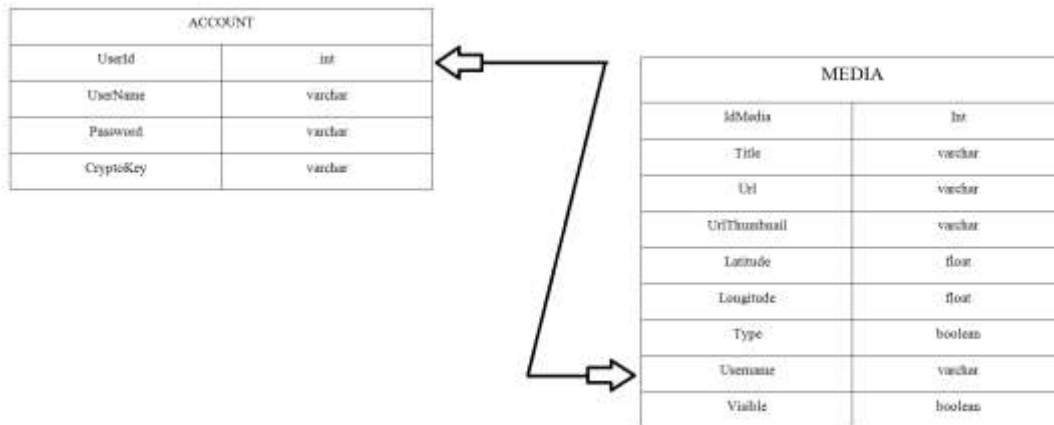 ACCOUNT
UserId int
UserName varchar
Password varchar
CryptoKey varchar
MEDIA
IdMedia Int
Title varchar
Url varchar
UrlThumbnail varchar
Latitude float
Longitude float
Type boolean
Username varchar
Visible boolean